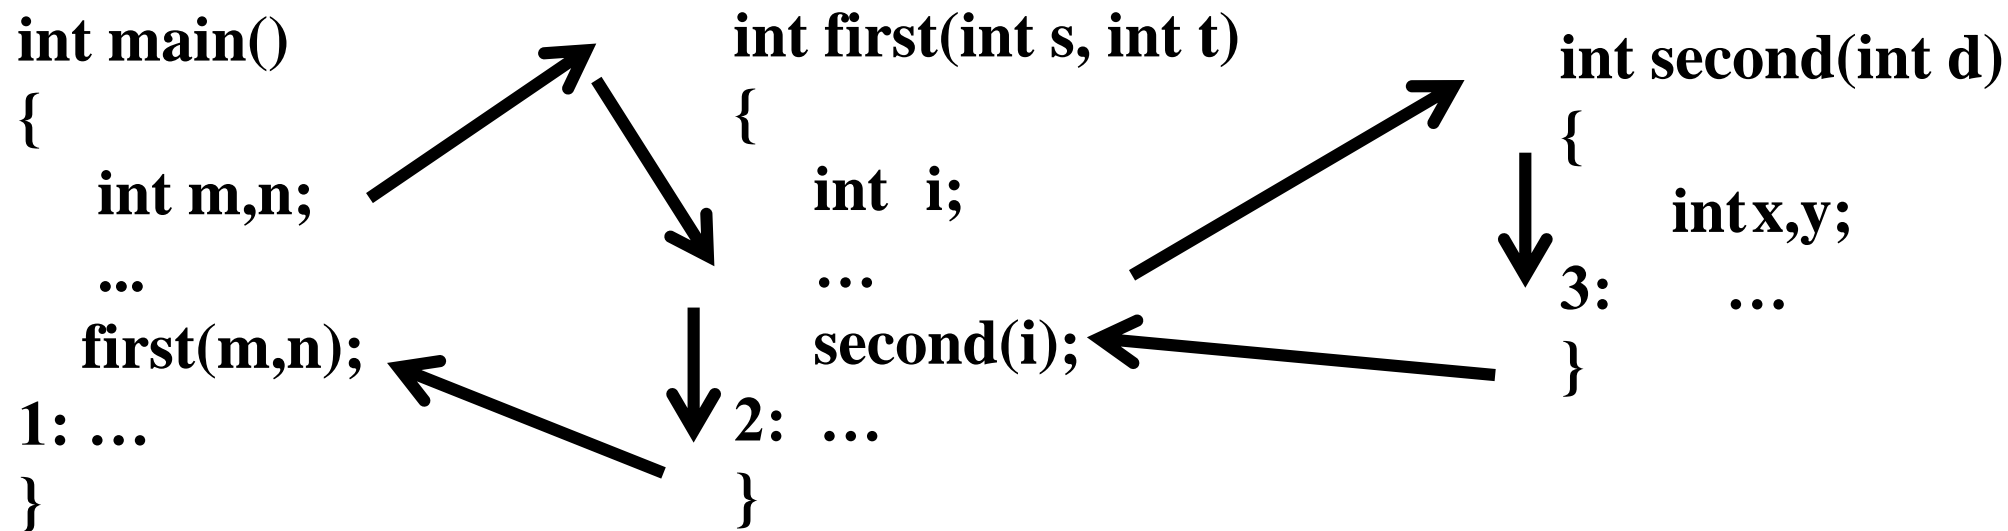 int main()
{
int m,n;
...
first(m,n);
1: …
}
int first(int s, int t)
{
int i;
…
second(i);
2: …
}
int second(int d)
{
int x,y;
3: …
}